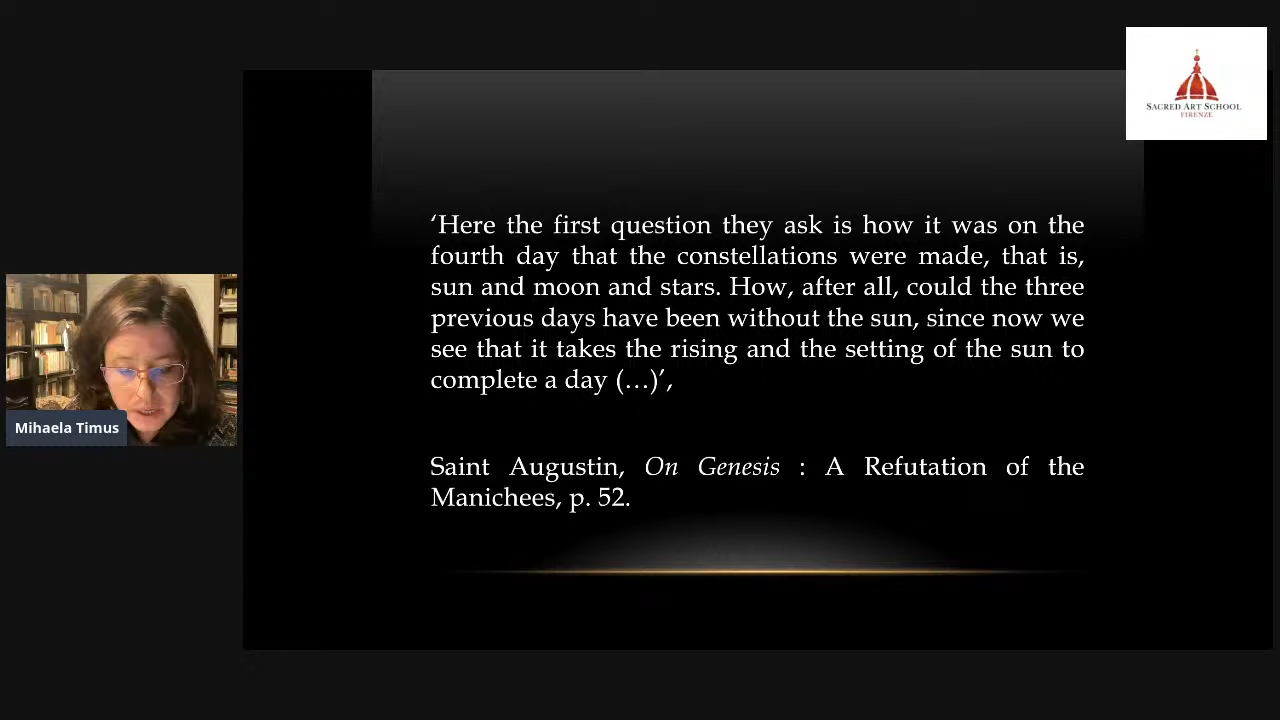 SACRED ART SCHOOL
FIRENZE
‘Here the first question they ask is how it was on the
fourth day that the constellations were made, that is,
sun and moon and stars. How, after all, could the three
previous days have been without the sun, since now we
see that it takes the rising and the setting of the sun to
complete a day (…)’,
Mihaela Timus
Saint Augustin, On Genesis : A Refutation of the
Manichees, p. 52.